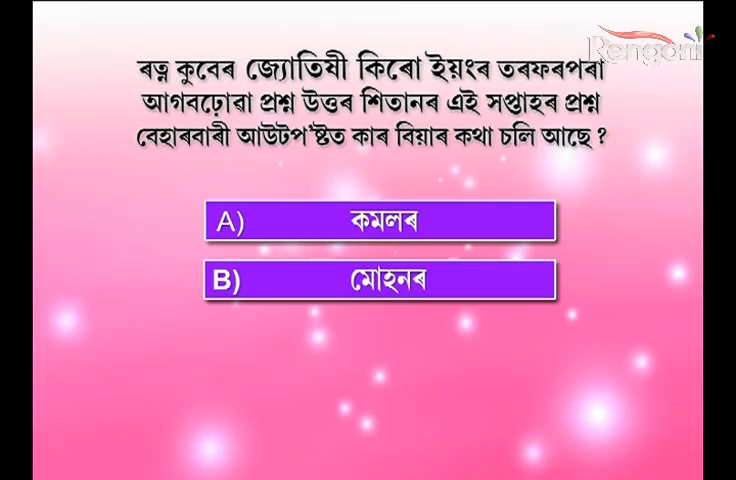 Rengoni
ৰত্ন কুবেৰ জ্যোতিষী কিৰো ইয়ংৰ তৰফৰপৰা
আগবঢ়োৱা প্ৰশ্ন উত্তৰ শিতানৰ এই সপ্তাহৰ প্ৰশ্ন
বেহাৰবাৰী আউটপ'ষ্টত কাৰ বিয়াৰ কথা চলি আছে ?
A) কমলৰ
B) মোহনৰ